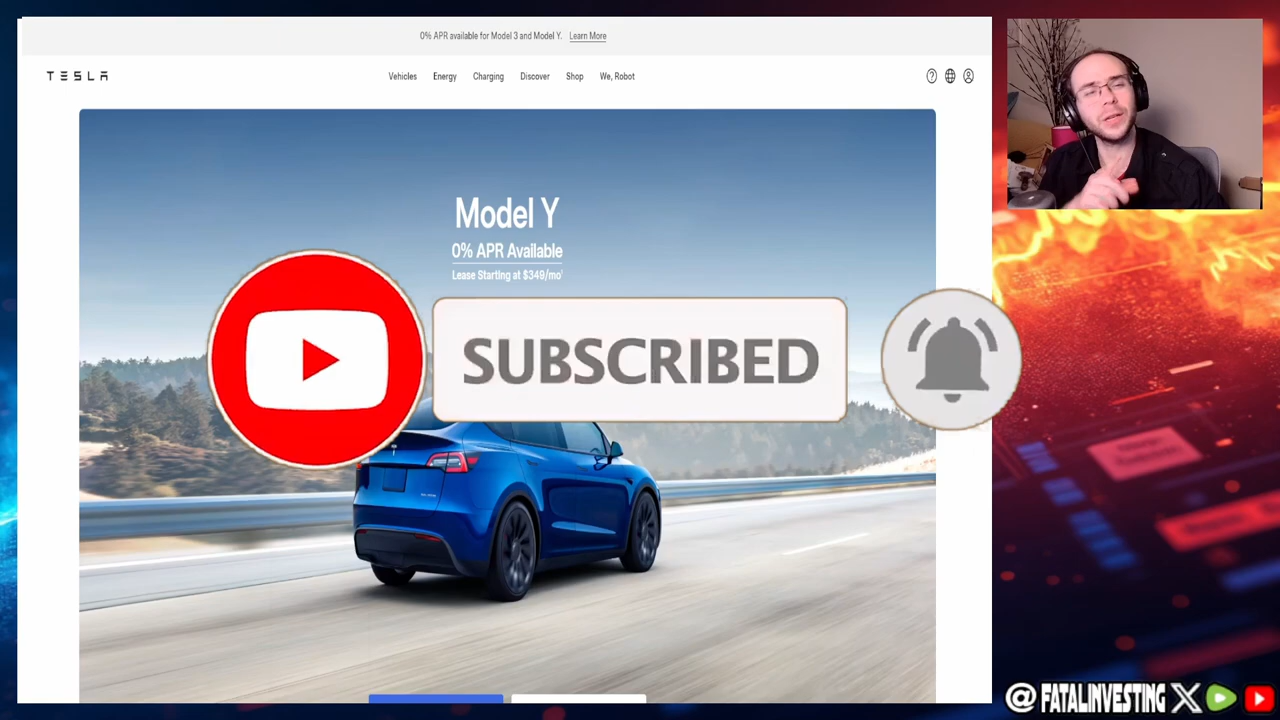 0% APR available for Model 3 and Model Y. Learn More
TESLA
Vehicles Energy Charging Discover Shop We, Robot
Model Y
0% APR Available
Lease Starting at $349/mo¹
SUBSCRIBED
@FATALINVESTING